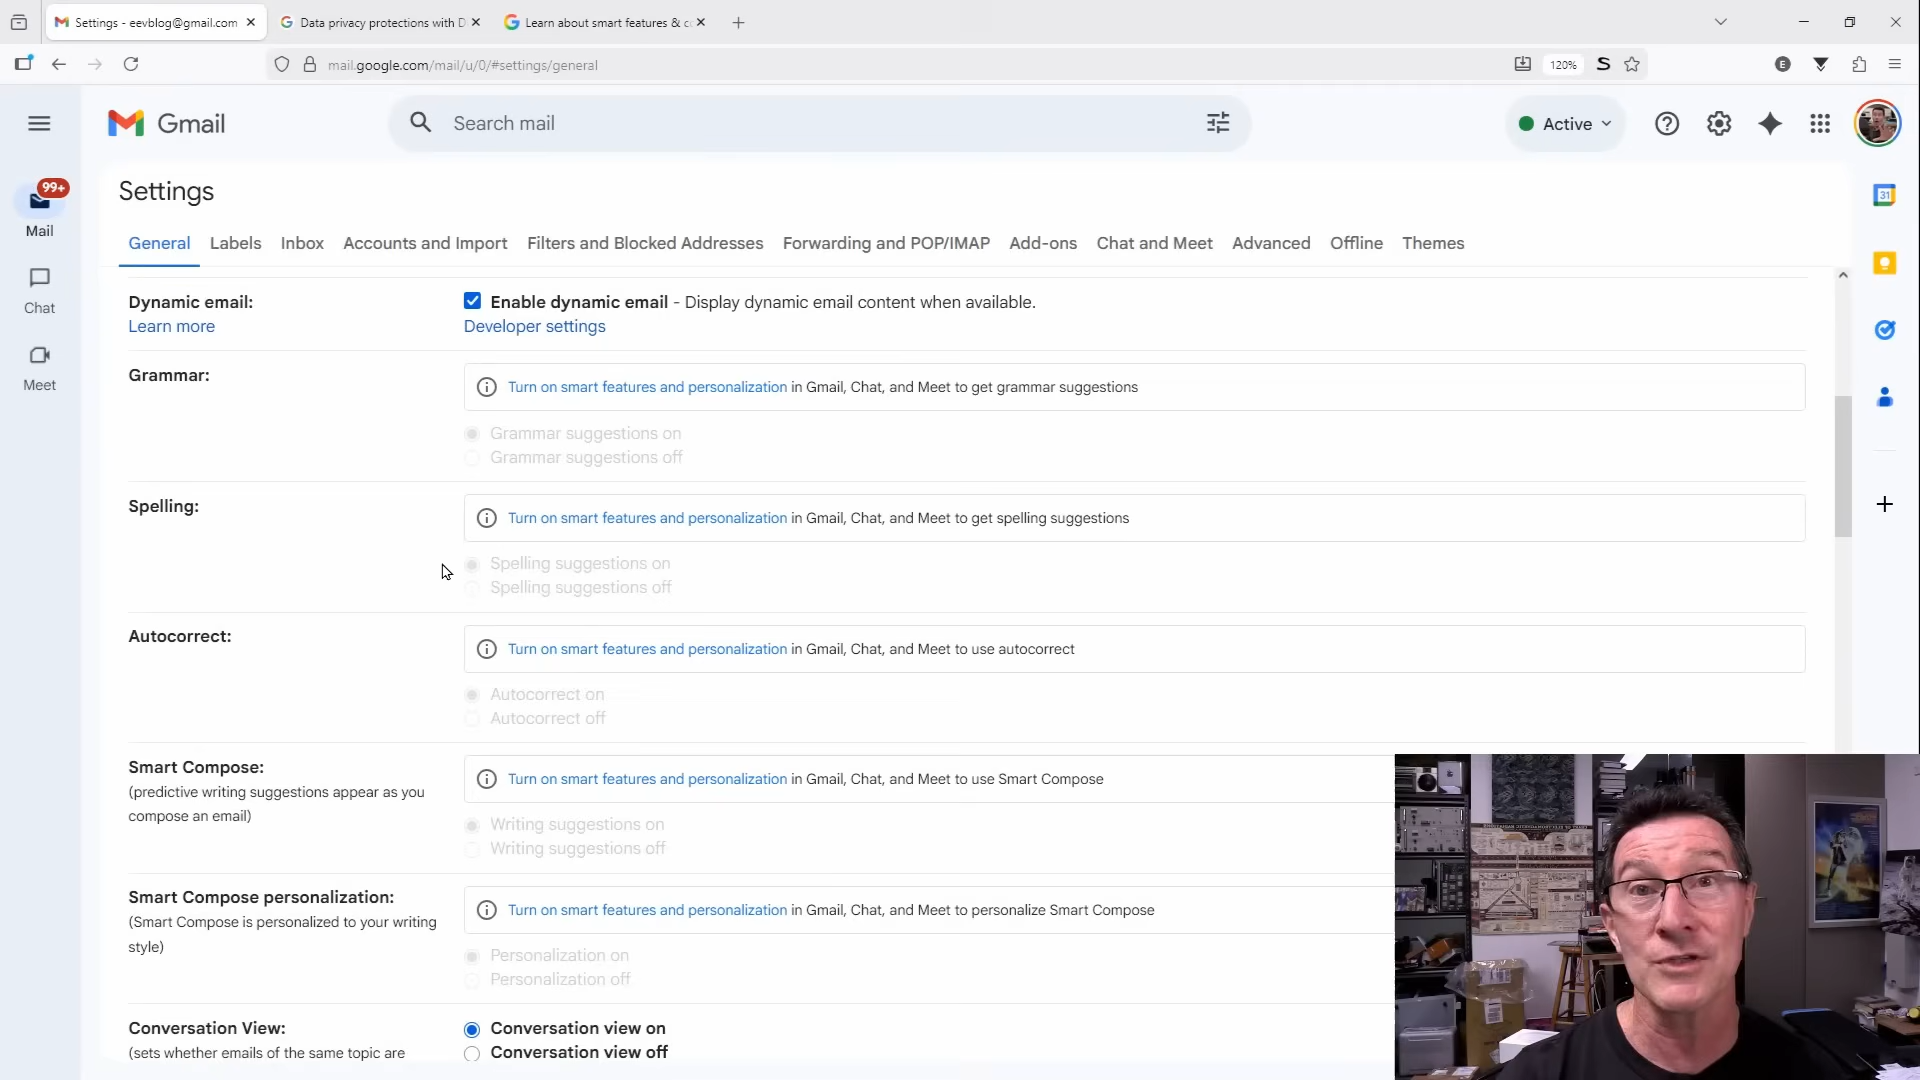 Settings - eevblog@gmail.com
Data privacy protections with D
Learn about smart features & c
mail.google.com/mail/u/0/#settings/general
120%
S
E
Gmail
Search mail
Active
99+
Mail
Chat
Meet
31
Settings
General Labels Inbox Accounts and Import Filters and Blocked Addresses Forwarding and POP/IMAP Add-ons Chat and Meet Advanced Offline Themes
Dynamic email:
Learn more
Enable dynamic email - Display dynamic email content when available.
Developer settings
Grammar:
Turn on smart features and personalization in Gmail, Chat, and Meet to get grammar suggestions
Grammar suggestions on
Grammar suggestions off
Spelling:
Turn on smart features and personalization in Gmail, Chat, and Meet to get spelling suggestions
Spelling suggestions on
Spelling suggestions off
Autocorrect:
Turn on smart features and personalization in Gmail, Chat, and Meet to use autocorrect
Autocorrect on
Autocorrect off
Smart Compose:
(predictive writing suggestions appear as you
compose an email)
Turn on smart features and personalization in Gmail, Chat, and Meet to use Smart Compose
Writing suggestions on
Writing suggestions off
Smart Compose personalization:
(Smart Compose is personalized to your writing
style)
Turn on smart features and personalization in Gmail, Chat, and Meet to personalize Smart Compose
Personalization on
Personalization off
Conversation View:
(sets whether emails of the same topic are
Conversation view on
Conversation view off